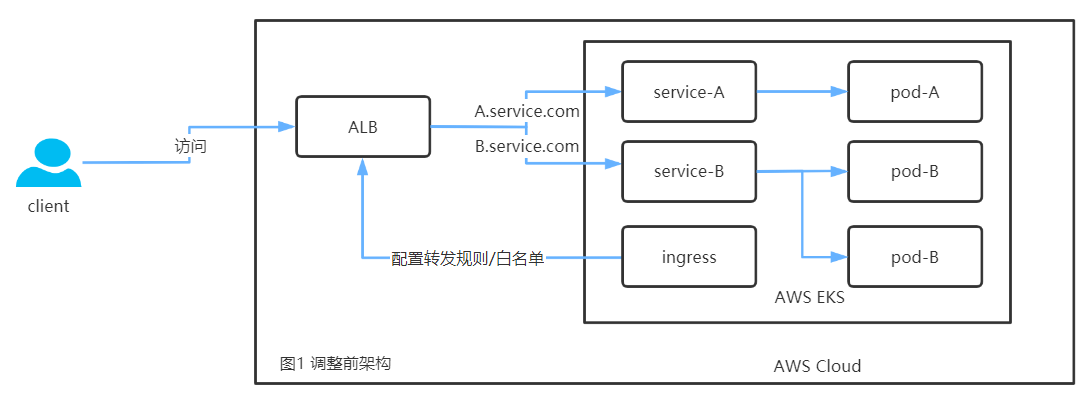 client
访问
ALB
A.service.com
B.service.com
service-A
pod-A
service-B
pod-B
ingress
pod-B
配置转发规则/白名单
AWS EKS
图1 调整前架构
AWS Cloud